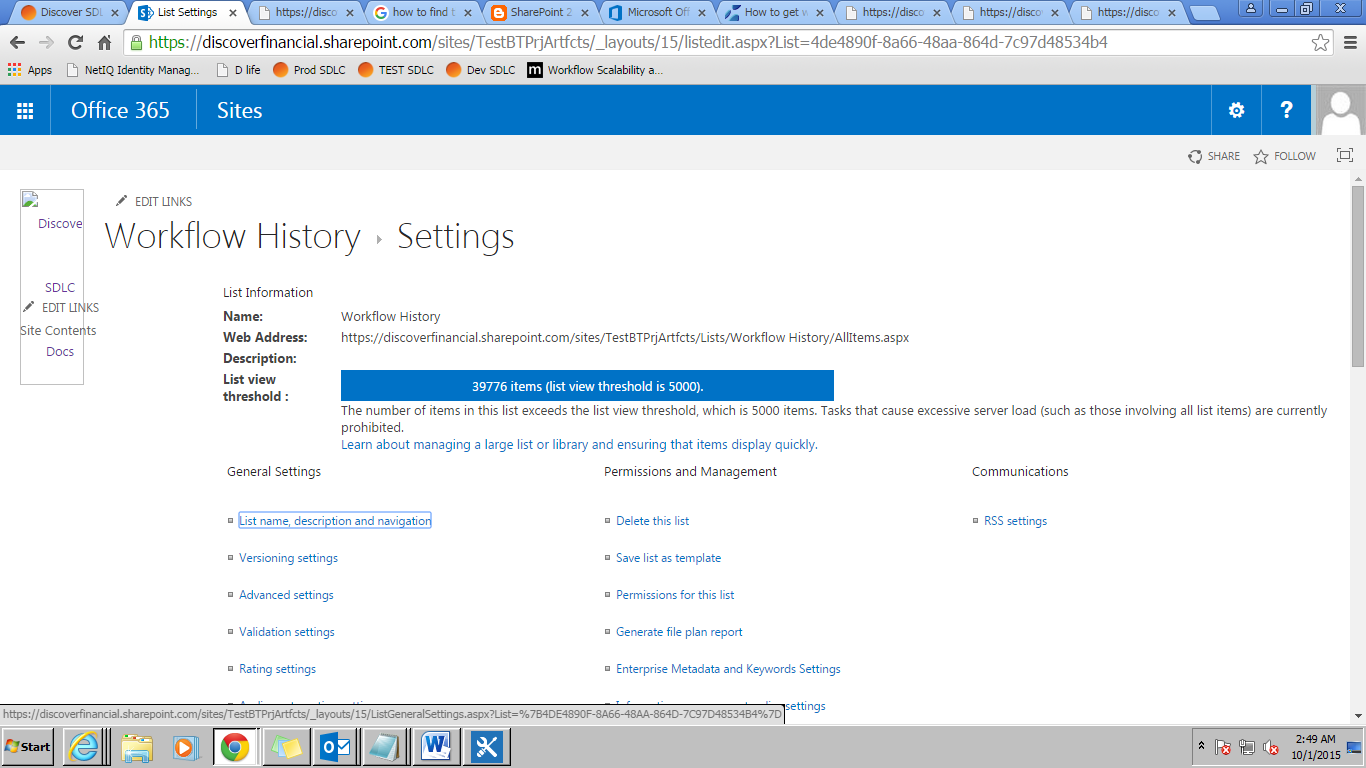 Discover SD
List Settings
https://disco
how to find t
SharePoint 2
Microsoft Off
How to get w
https://disco
https://disco
https://disco
https://discoverfinancial.sharepoint.com/sites/TestBTPrjArtfcts/_layouts/15/listedit.aspx?List=4de4890f-8a66-48aa-864d-7c97d48534b4
Apps
NetIQ Identity Manag...
D life
Prod SDLC
TEST SDLC
Dev SDLC
m
Workflow Scalability a...
Office 365
Sites
?
SHARE
FOLLOW
EDIT LINKS
Discove
SDLC
EDIT LINKS
Site Contents
Docs
Workflow History
Settings
List Information
Name: Workflow History
Web Address: https://discoverfinancial.sharepoint.com/sites/TestBTPrjArtfcts/Lists/Workflow History/AllItems.aspx
Description:
List view
threshold :
39776 items (list view threshold is 5000).
The number of items in this list exceeds the list view threshold, which is 5000 items. Tasks that cause excessive server load (such as those involving all list items) are currently
prohibited.
Learn about managing a large list or library and ensuring that items display quickly.
General Settings
List name, description and navigation
Versioning settings
Advanced settings
Validation settings
Rating settings
Permissions and Management
Delete this list
Save list as template
Permissions for this list
Generate file plan report
Enterprise Metadata and Keywords Settings
settings
Communications
RSS settings
https://discoverfinancial.sharepoint.com/sites/TestBTPrjArtfcts/_layouts/15/ListGeneralSettings.aspx?List=%7B4DE4890F-8A66-48AA-864D-7C97D48534B4%7D
Start
2:49 AM
10/1/2015